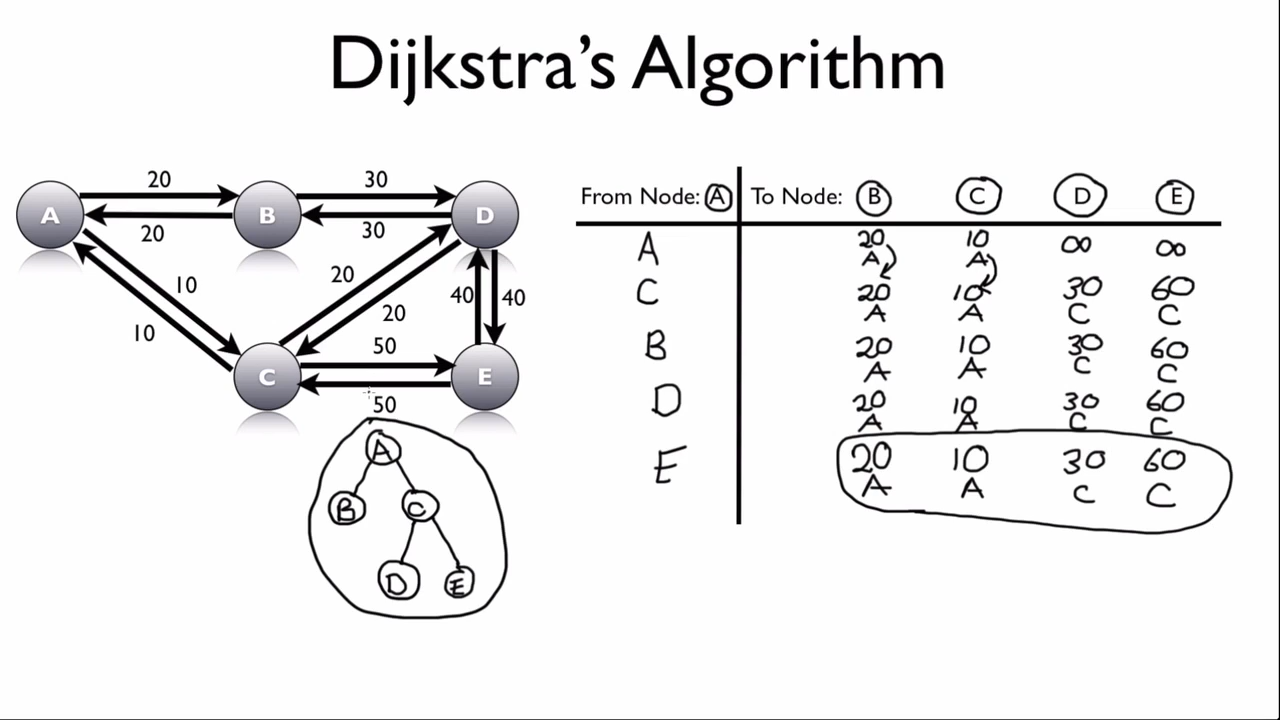 Dijkstra's Algorithm
20 30
A B D
20 30
10 20 40 40
10 20
50
C E
50
A
B C
D E
From Node: A To Node: B C D E
A 20 10 ∞ ∞
A A
C 20 10 30 60
A A C C
B 20 10 30 60
A A C C
D 20 10 30 60
A A C C
E 20 10 30 60
A A C C